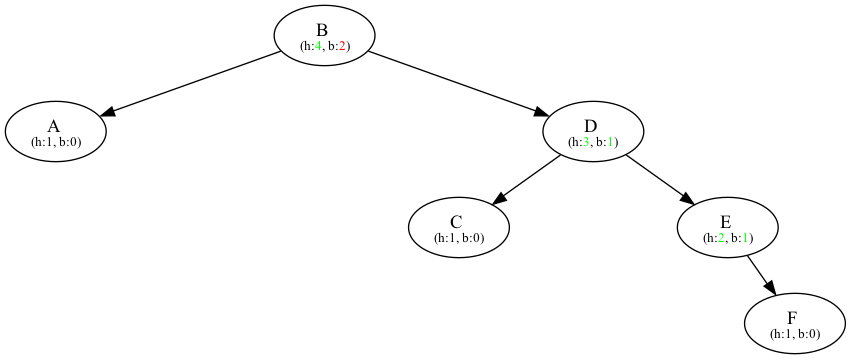 B
(h:4, b:2)
A
(h:1, b:0)
D
(h:3, b:1)
C
(h:1, b:0)
E
(h:2, b:1)
F
(h:1, b:0)